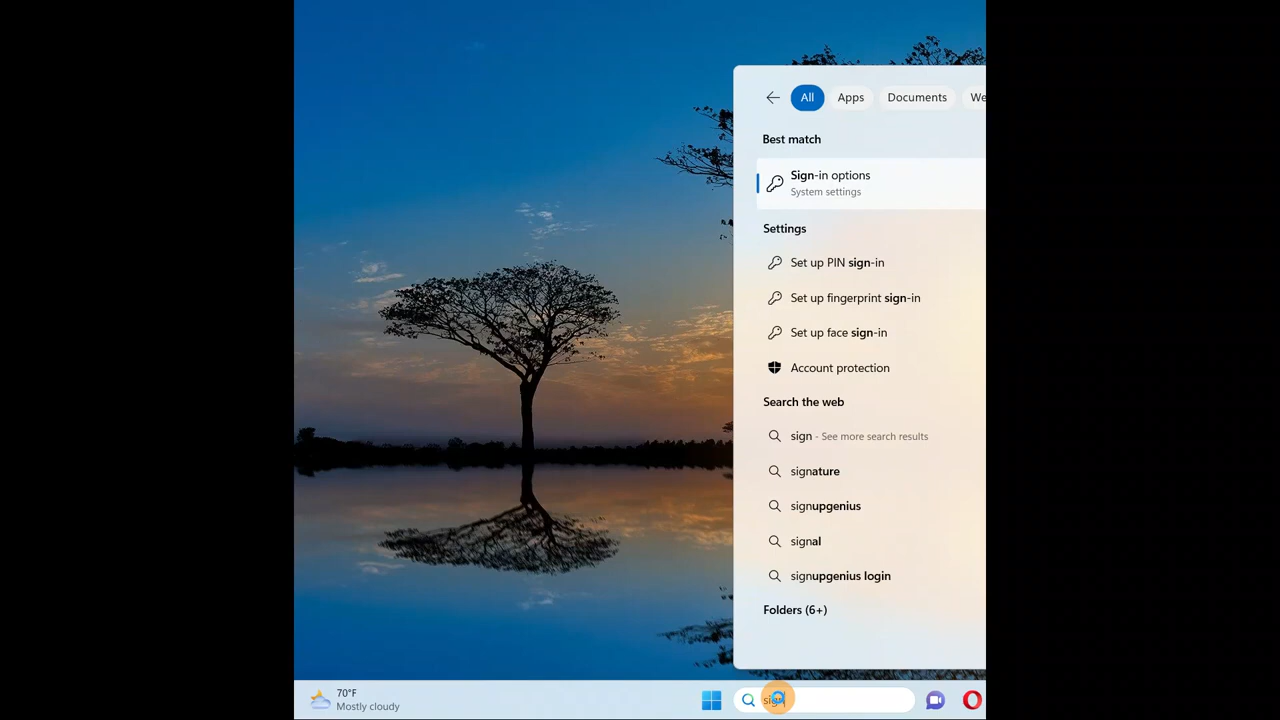 All
Apps
Documents
We
Best match
Sign-in options
System settings
Settings
Set up PIN sign-in
Set up fingerprint sign-in
Set up face sign-in
Account protection
Search the web
sign - See more search results
signature
signupgenius
signal
signupgenius login
Folders (6+)
70°F
Mostly cloudy
sign